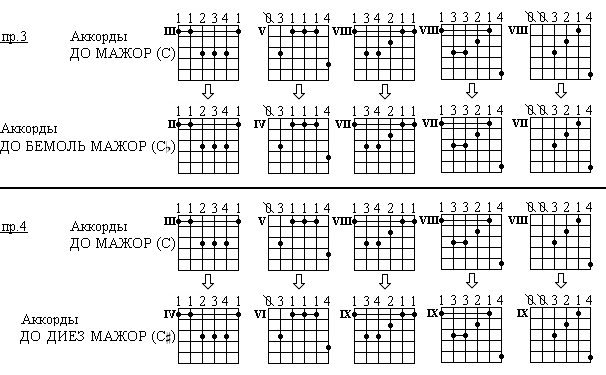 1 1 2 3 4 1 0 3 1 1 1 4 1 3 4 2 1 1 1 3 3 2 1 4 0 0 3 2 1 4
пр.3 Аккорды III V VIII VIII VIII
ДО МАЖОР (C)
1 1 2 3 4 1 0 3 1 1 1 4 1 3 4 2 1 1 1 3 3 2 1 4 0 0 3 2 1 4
Аккорды II IV VII VII VII
ДО БЕМОЛЬ МАЖОР (C♭)
1 1 2 3 4 1 0 3 1 1 1 4 1 3 4 2 1 1 1 3 3 2 1 4 0 0 3 2 1 4
пр.4 Аккорды III V VIII VIII VIII
ДО МАЖОР (C)
1 1 2 3 4 1 0 3 1 1 1 4 1 3 4 2 1 1 1 3 3 2 1 4 0 0 3 2 1 4
Аккорды IV VI IX IX IX
ДО ДИЕЗ МАЖОР (C♯)